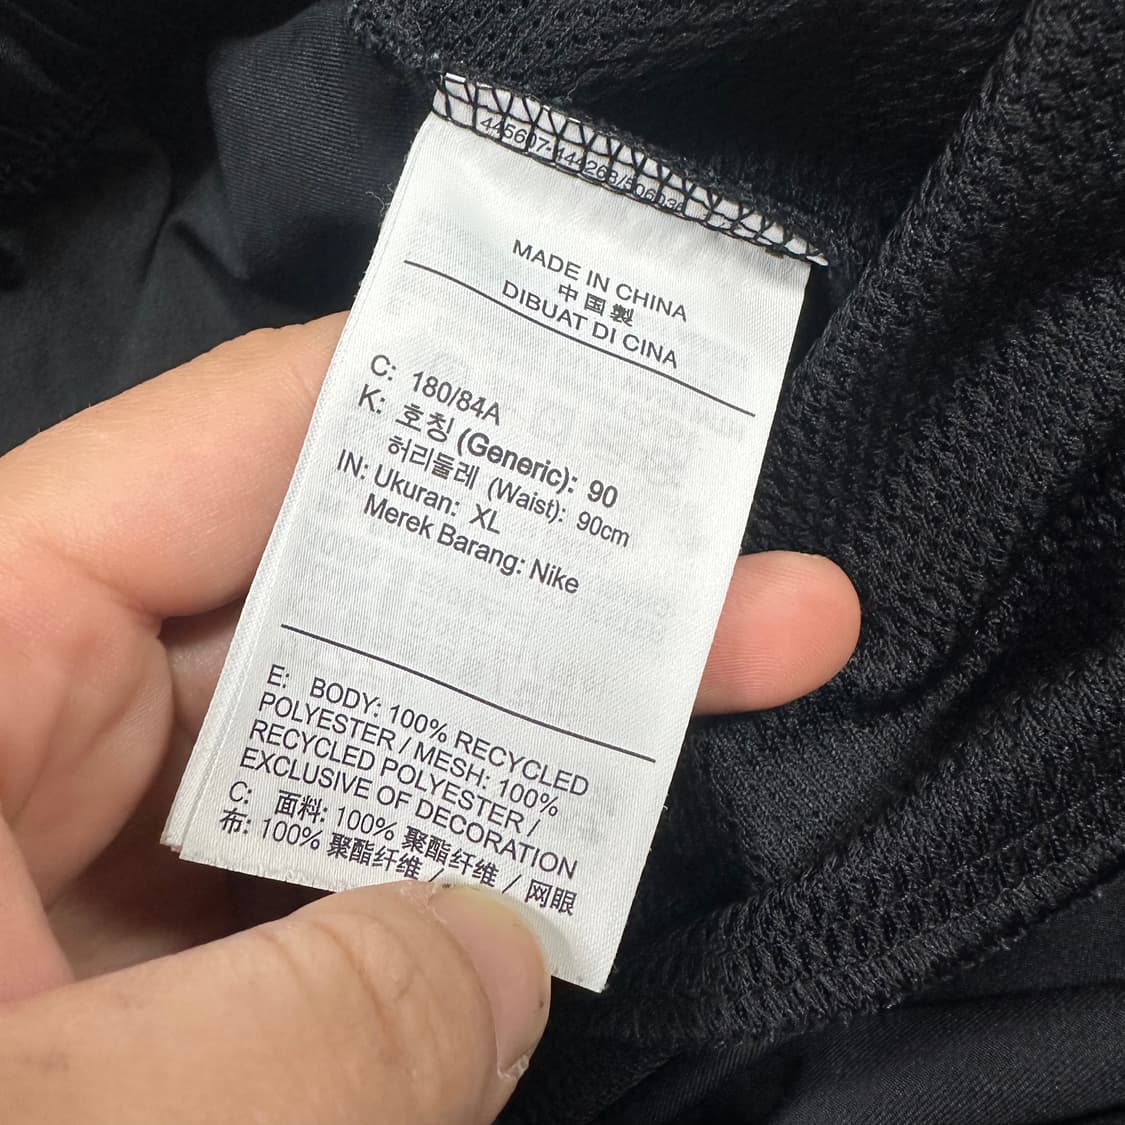 MADE IN CHINA
中国製
DIBUAT DI CINA
C: 180/84A
K: 호칭 (Generic): 90
허리둘레 (Waist): 90cm
IN: Ukuran: XL
Merek Barang: Nike
E: BODY: 100% RECYCLED
POLYESTER / MESH: 100%
RECYCLED POLYESTER /
EXCLUSIVE OF DECORATION
C: 面料: 100% 聚酯纤维 / 网眼
布: 100% 聚酯纤维 /